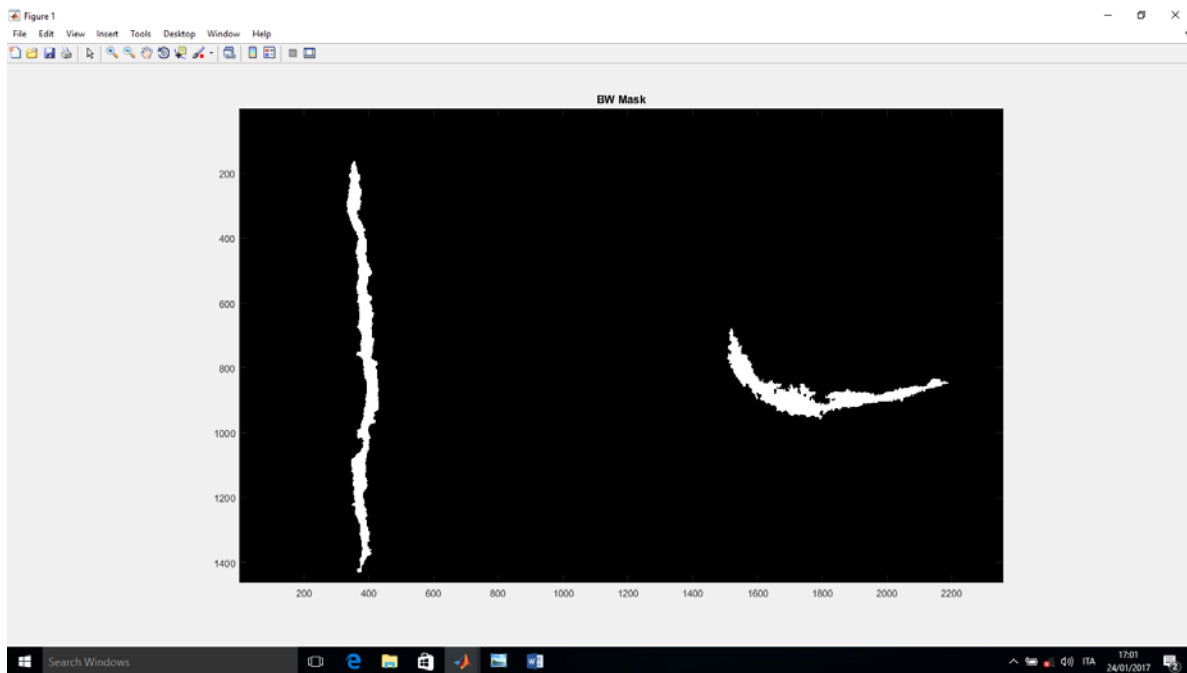 Figure 1
File Edit View Insert Tools Desktop Window Help
BW Mask
200
400
600
800
1000
1200
1400
200 400 600 800 1000 1200 1400 1600 1800 2000 2200
Search Windows
ITA
17:01
24/01/2017
2